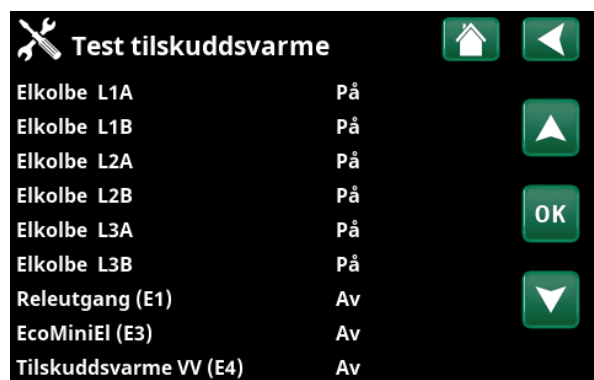 Test tilskuddsvarme
Elkolbe L1A På
Elkolbe L1B På
Elkolbe L2A På
Elkolbe L2B På
OK
Elkolbe L3A På
Elkolbe L3B På
Releutgang (E1) Av
EcoMiniEl (E3) Av
Tilskuddsvarme VV (E4) Av